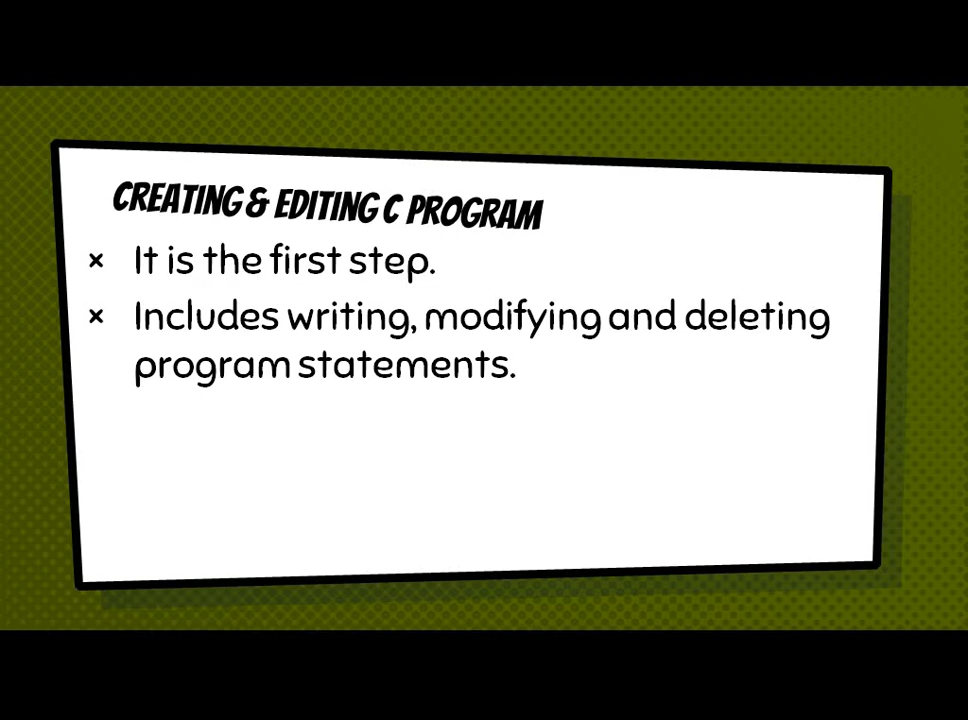 CREATING & EDITING C PROGRAM
× It is the first step.
× Includes writing, modifying and deleting
program statements.